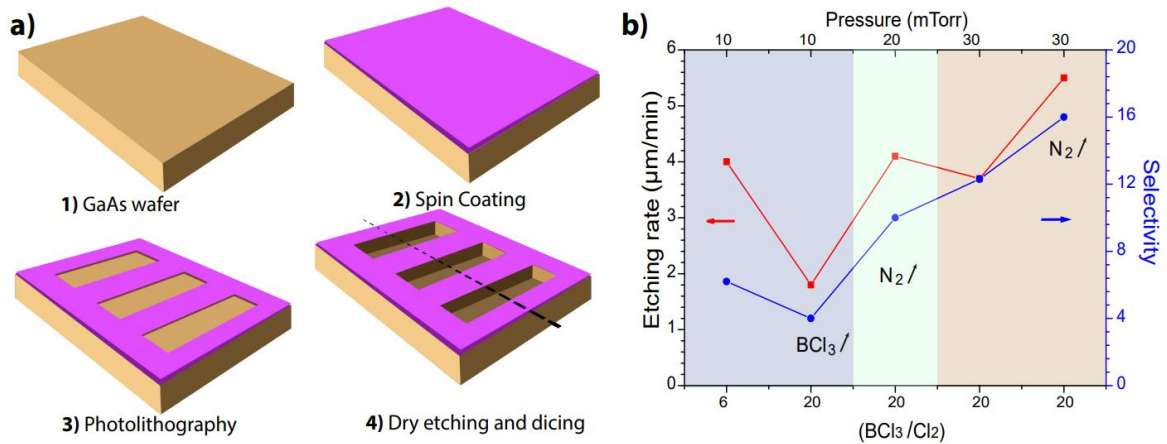 a)
1) GaAs wafer
2) Spin Coating
3) Photolithography
4) Dry etching and dicing
b)
Pressure (mTorr)
10 10 20 30 30
6
5
4
3
2
1
0
Etching rate (µm/min)
20
16
12
8
4
0
Selectivity
BCl₃↗
N₂↗
N₂↗
6 20 20 20 20
(BCl₃ /Cl₂)